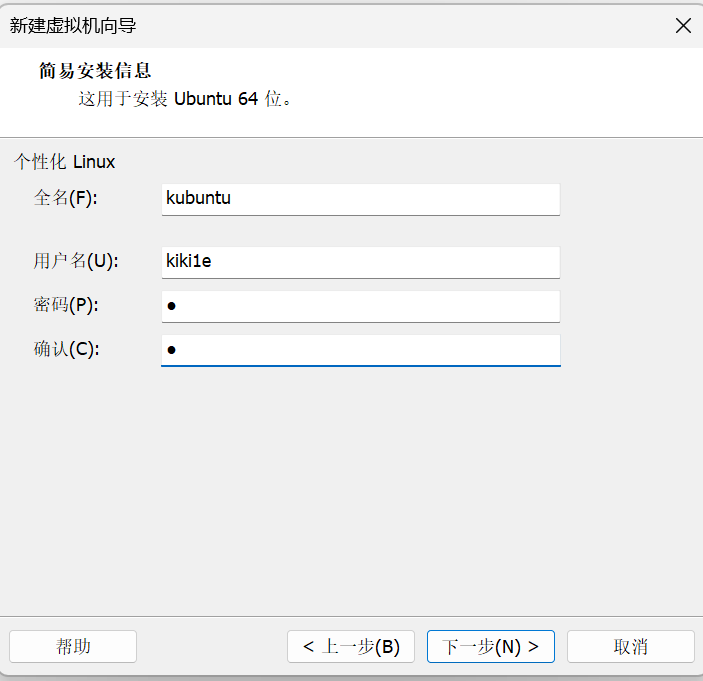 新建虚拟机向导
简易安装信息
这用于安装 Ubuntu 64 位。
个性化 Linux
全名(F): kubuntu
用户名(U): kiki1e
密码(P): ●
确认(C): ●
帮助 < 上一步(B) 下一步(N) > 取消